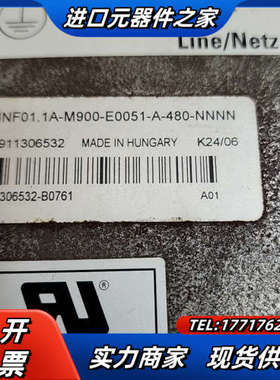 进口元器件之家
Line/Netz
NF01.1A-M900-E0051-A-480-NNNN
911306532 MADE IN HUNGARY K24/06
306532-B0761 A01
R
®
可开
票
TEL:1771762
实力商家 现货供